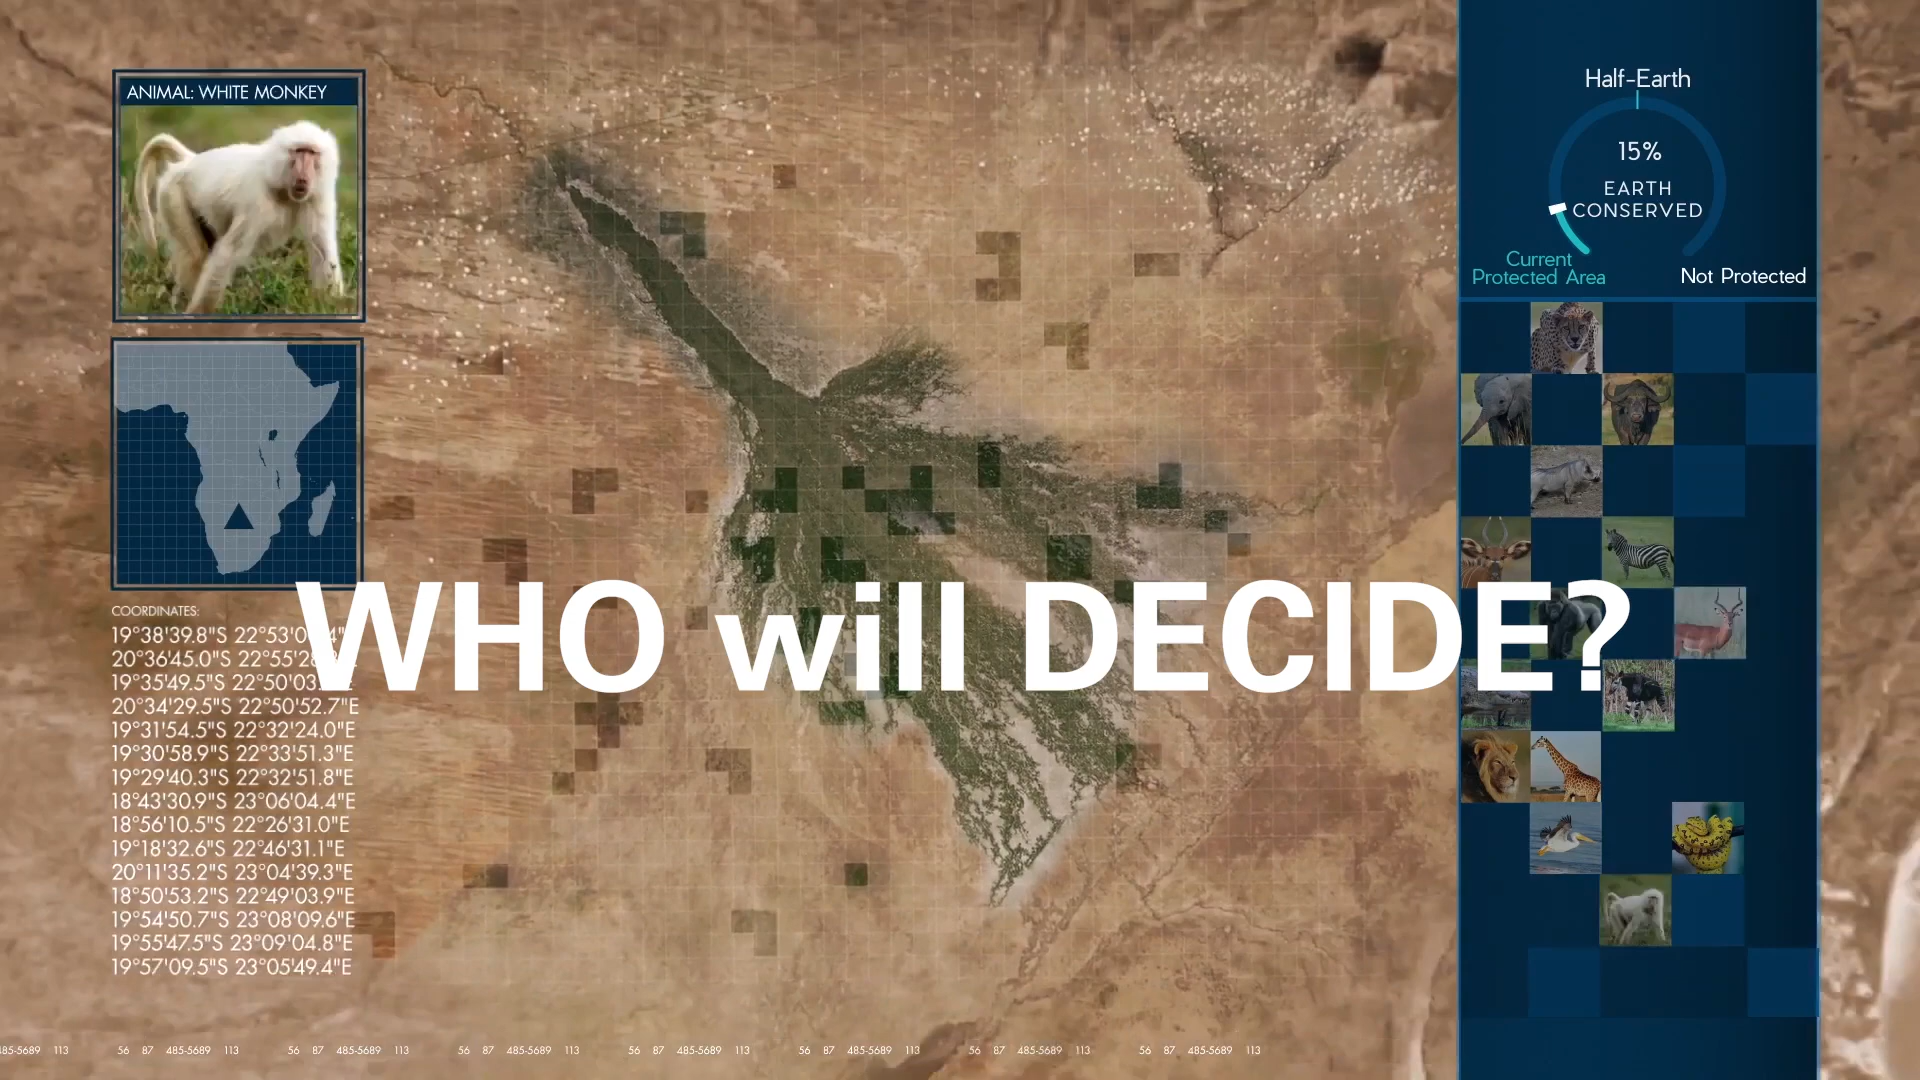 ANIMAL: WHITE MONKEY
COORDINATES:
19°38'39.8"S 22°53'0
20°36'45.0"S 22°55'2
19°35'49.5"S 22°50'03.
20°34'29.5"S 22°50'52.7"E
19°31'54.5"S 22°32'24.0"E
19°30'58.9"S 22°33'51.3"E
19°29'40.3"S 22°32'51.8"E
18°43'30.9"S 23°06'04.4"E
18°56'10.5"S 22°26'31.0"E
19°18'32.6"S 22°46'31.1"E
20°11'35.2"S 23°04'39.3"E
18°50'53.2"S 22°49'03.9"E
19°54'50.7"S 23°08'09.6"E
19°55'47.5"S 23°09'04.8"E
19°57'09.5"S 23°05'49.4"E
WHO will DECIDE?
Half-Earth
15%
EARTH
CONSERVED
Current
Protected Area
Not Protected
485-5689 113 56 87 485-5689 113 56 87 485-5689 113 56 87 485-5689 113 56 87 485-5689 113 56 87 485-5689 113 56 87 485-5689 113 56 87 485-5689 113